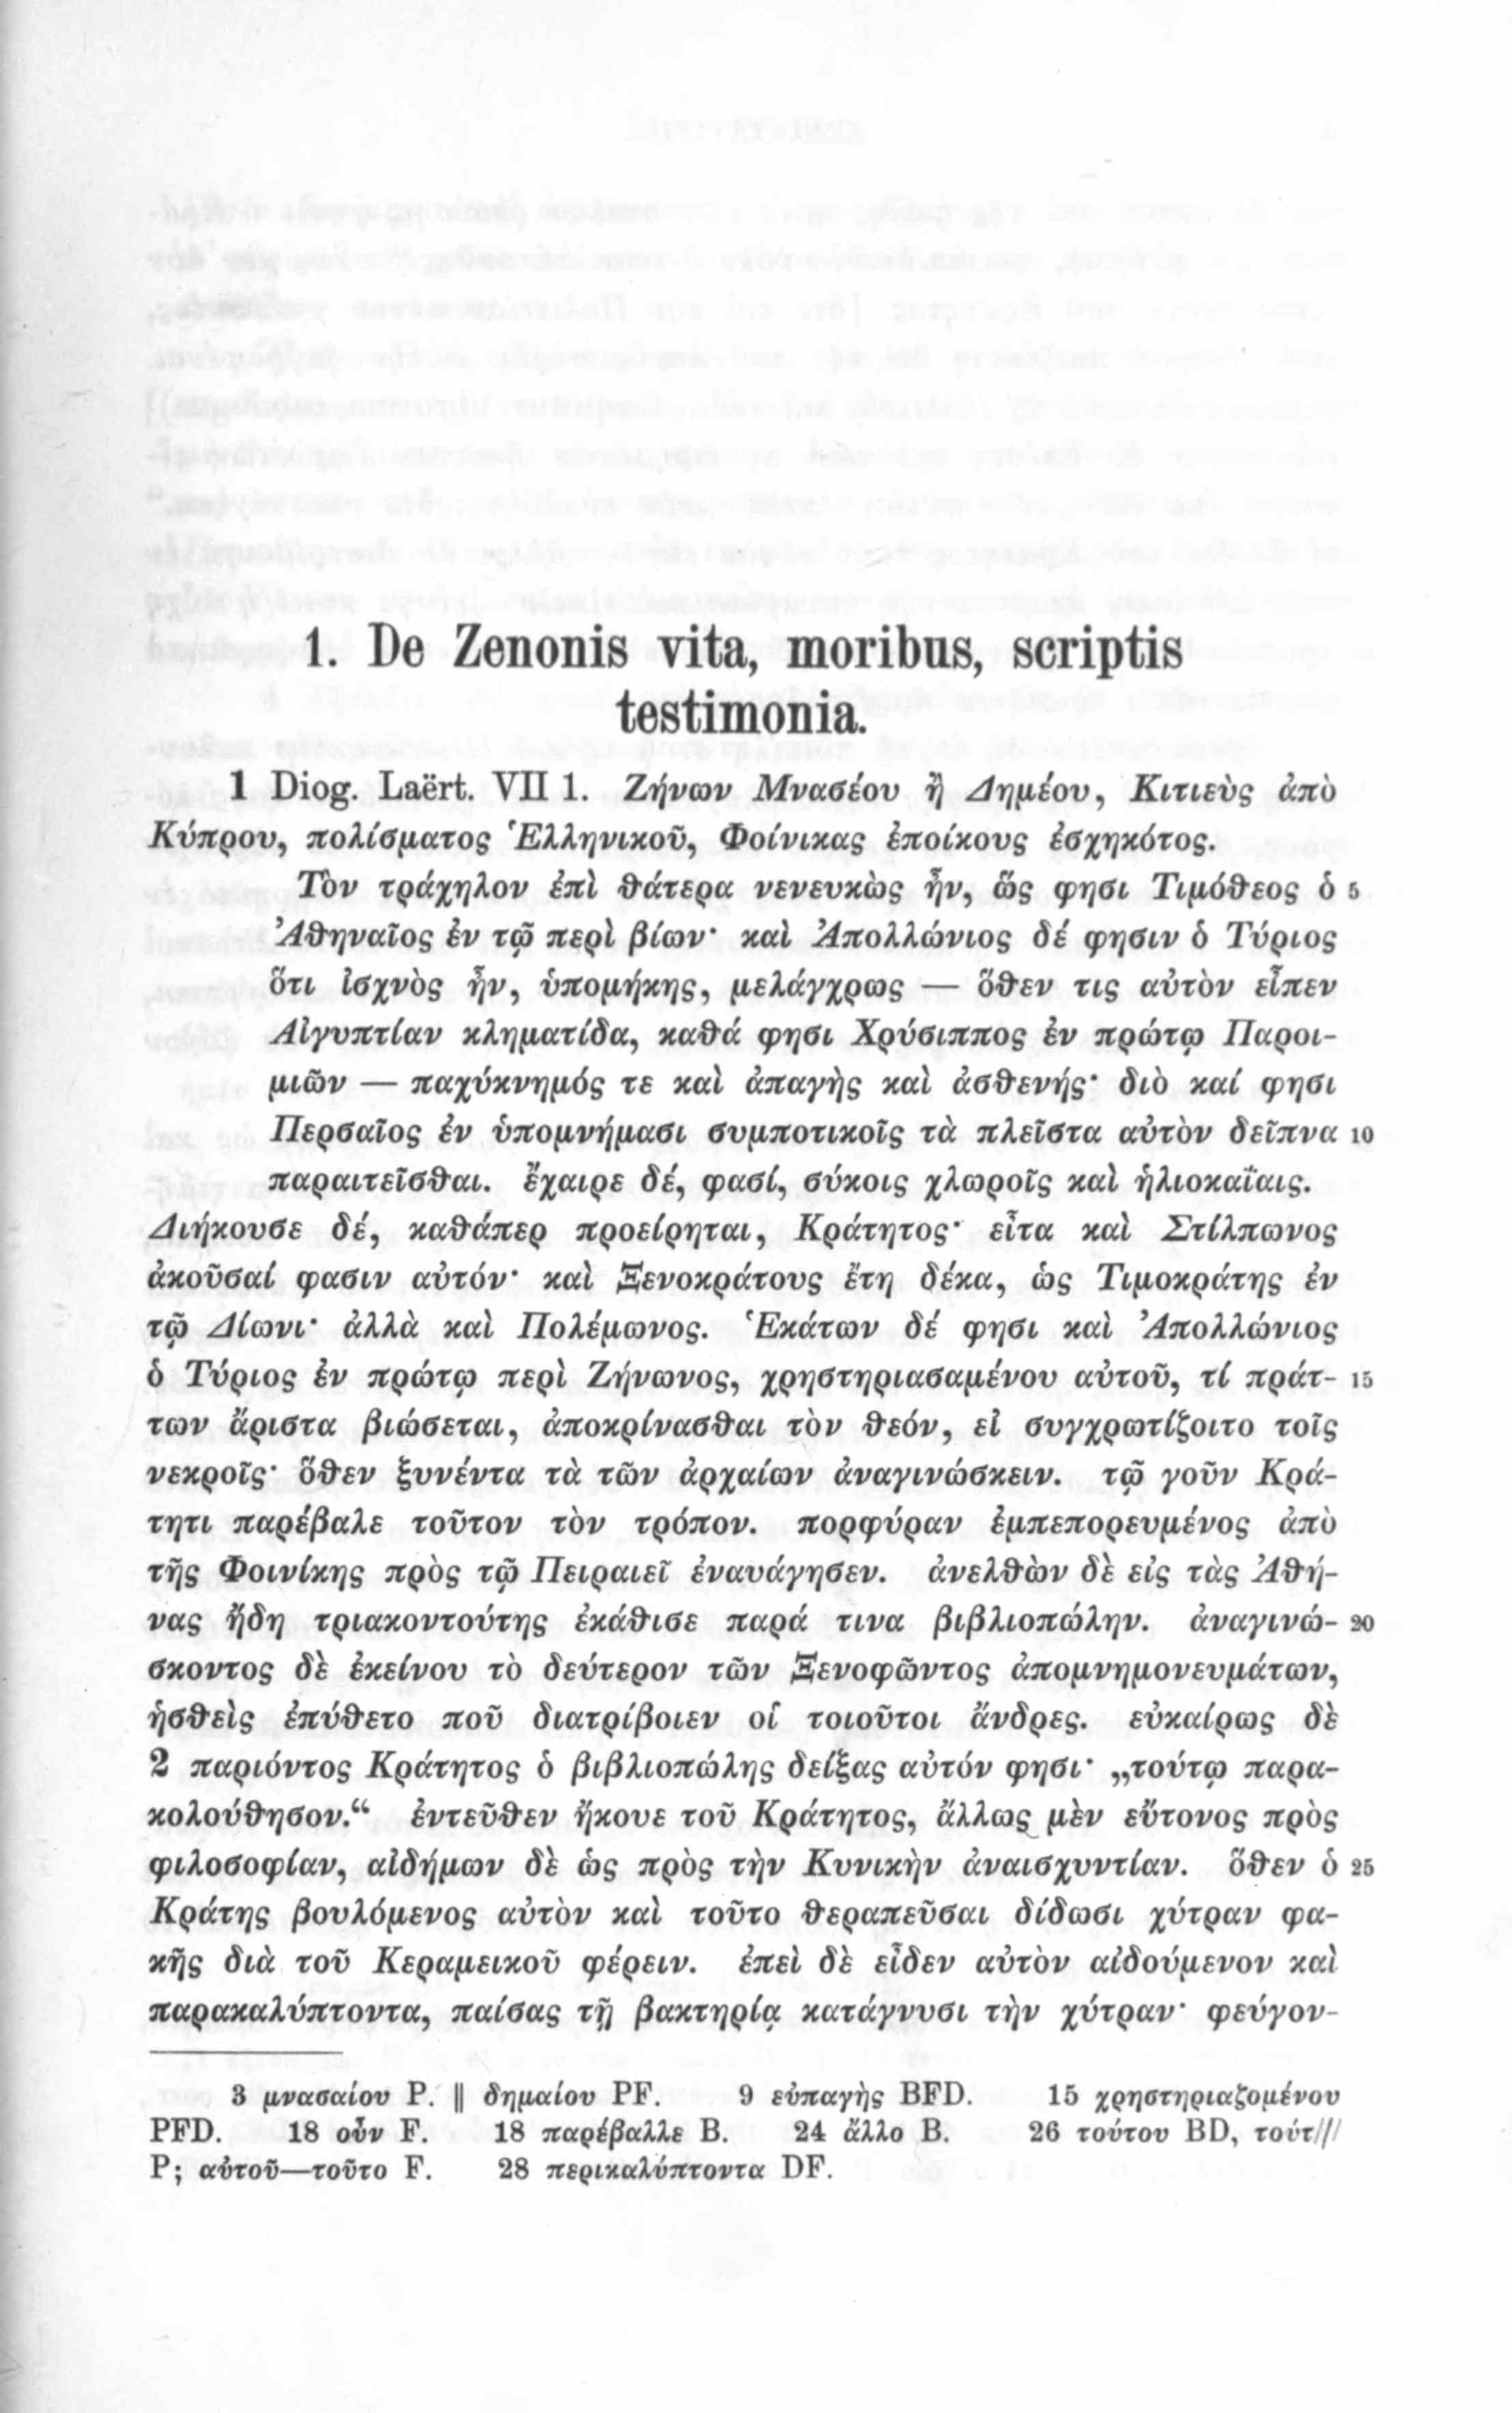 1. De Zenonis vita, moribus, scriptis
testimonia.
1 Diog. Laërt. VII 1. Ζήνων Μνασέου ἢ Δημέου, Κιτιεὺς ἀπὸ
Κύπρου, πολίσματος Ἑλληνικοῦ, Φοίνικας ἐποίκους ἐσχηκότος.
Τὸν τράχηλον ἐπὶ θάτερα νενευκὼς ἦν, ὥς φησι Τιμόθεος ὁ 5
Ἀθηναῖος ἐν τῷ περὶ βίων· καὶ Ἀπολλώνιος δέ φησιν ὁ Τύριος
ὅτι ἰσχνὸς ἦν, ὑπομήκης, μελάγχρως — ὅθεν τις αὐτὸν εἶπεν
Αἰγυπτίαν κληματίδα, καθά φησι Χρύσιππος ἐν πρώτῳ Παροι-
μιῶν — παχύκνημός τε καὶ ἀπαγὴς καὶ ἀσθενής· διὸ καί φησι
Περσαῖος ἐν ὑπομνήμασι συμποτικοῖς τὰ πλεῖστα αὐτὸν δεῖπνα 10
παραιτεῖσθαι. ἔχαιρε δέ, φασί, σύκοις χλωροῖς καὶ ἡλιοκαΐαις.
Διήκουσε δέ, καθάπερ προείρηται, Κράτητος· εἶτα καὶ Στίλπωνος
ἀκοῦσαί φασιν αὐτόν· καὶ Ξενοκράτους ἔτη δέκα, ὡς Τιμοκράτης ἐν
τῷ Δίωνι· ἀλλὰ καὶ Πολέμωνος. Ἑκάτων δέ φησι καὶ Ἀπολλώνιος
ὁ Τύριος ἐν πρώτῳ περὶ Ζήνωνος, χρηστηριασαμένου αὐτοῦ, τί πράτ- 15
των ἄριστα βιώσεται, ἀποκρίνασθαι τὸν θεόν, εἰ συγχρωτίζοιτο τοῖς
νεκροῖς· ὅθεν ξυνέντα τὰ τῶν ἀρχαίων ἀναγινώσκειν. τῷ γοῦν Κρά-
τητι παρέβαλε τοῦτον τὸν τρόπον. πορφύραν ἐμπεπορευμένος ἀπὸ
τῆς Φοινίκης πρὸς τῷ Πειραιεῖ ἐναυάγησεν. ἀνελθὼν δὲ εἰς τὰς Ἀθή-
νας ἤδη τριακοντούτης ἐκάθισε παρά τινα βιβλιοπώλην. ἀναγινώ- 20
σκοντος δὲ ἐκείνου τὸ δεύτερον τῶν Ξενοφῶντος ἀπομνημονευμάτων,
ἡσθεὶς ἐπύθετο ποῦ διατρίβοιεν οἱ τοιοῦτοι ἄνδρες. εὐκαίρως δὲ
2 παριόντος Κράτητος ὁ βιβλιοπώλης δείξας αὐτόν φησι· „τούτῳ παρα-
κολούθησον.“ ἐντεῦθεν ἤκουε τοῦ Κράτητος, ἄλλως μὲν εὔτονος πρὸς
φιλοσοφίαν, αἰδήμων δὲ ὡς πρὸς τὴν Κυνικὴν ἀναισχυντίαν. ὅθεν ὁ 25
Κράτης βουλόμενος αὐτὸν καὶ τοῦτο θεραπεῦσαι δίδωσι χύτραν φα-
κῆς διὰ τοῦ Κεραμεικοῦ φέρειν. ἐπεὶ δὲ εἶδεν αὐτὸν αἰδούμενον καὶ
παρακαλύπτοντα, παίσας τῇ βακτηρίᾳ κατάγνυσι τὴν χύτραν· φεύγον-
3 μνασαίου P. || δημαίου PF. 9 εὐπαγὴς BFD. 15 χρηστηριαζομένου
PFD. 18 οὖν F. 18 παρέβαλλε B. 24 ἄλλο B. 26 τούτου BD, τούτ///
P; αὐτοῦ—τοῦτο F. 28 περικαλύπτοντα DF.